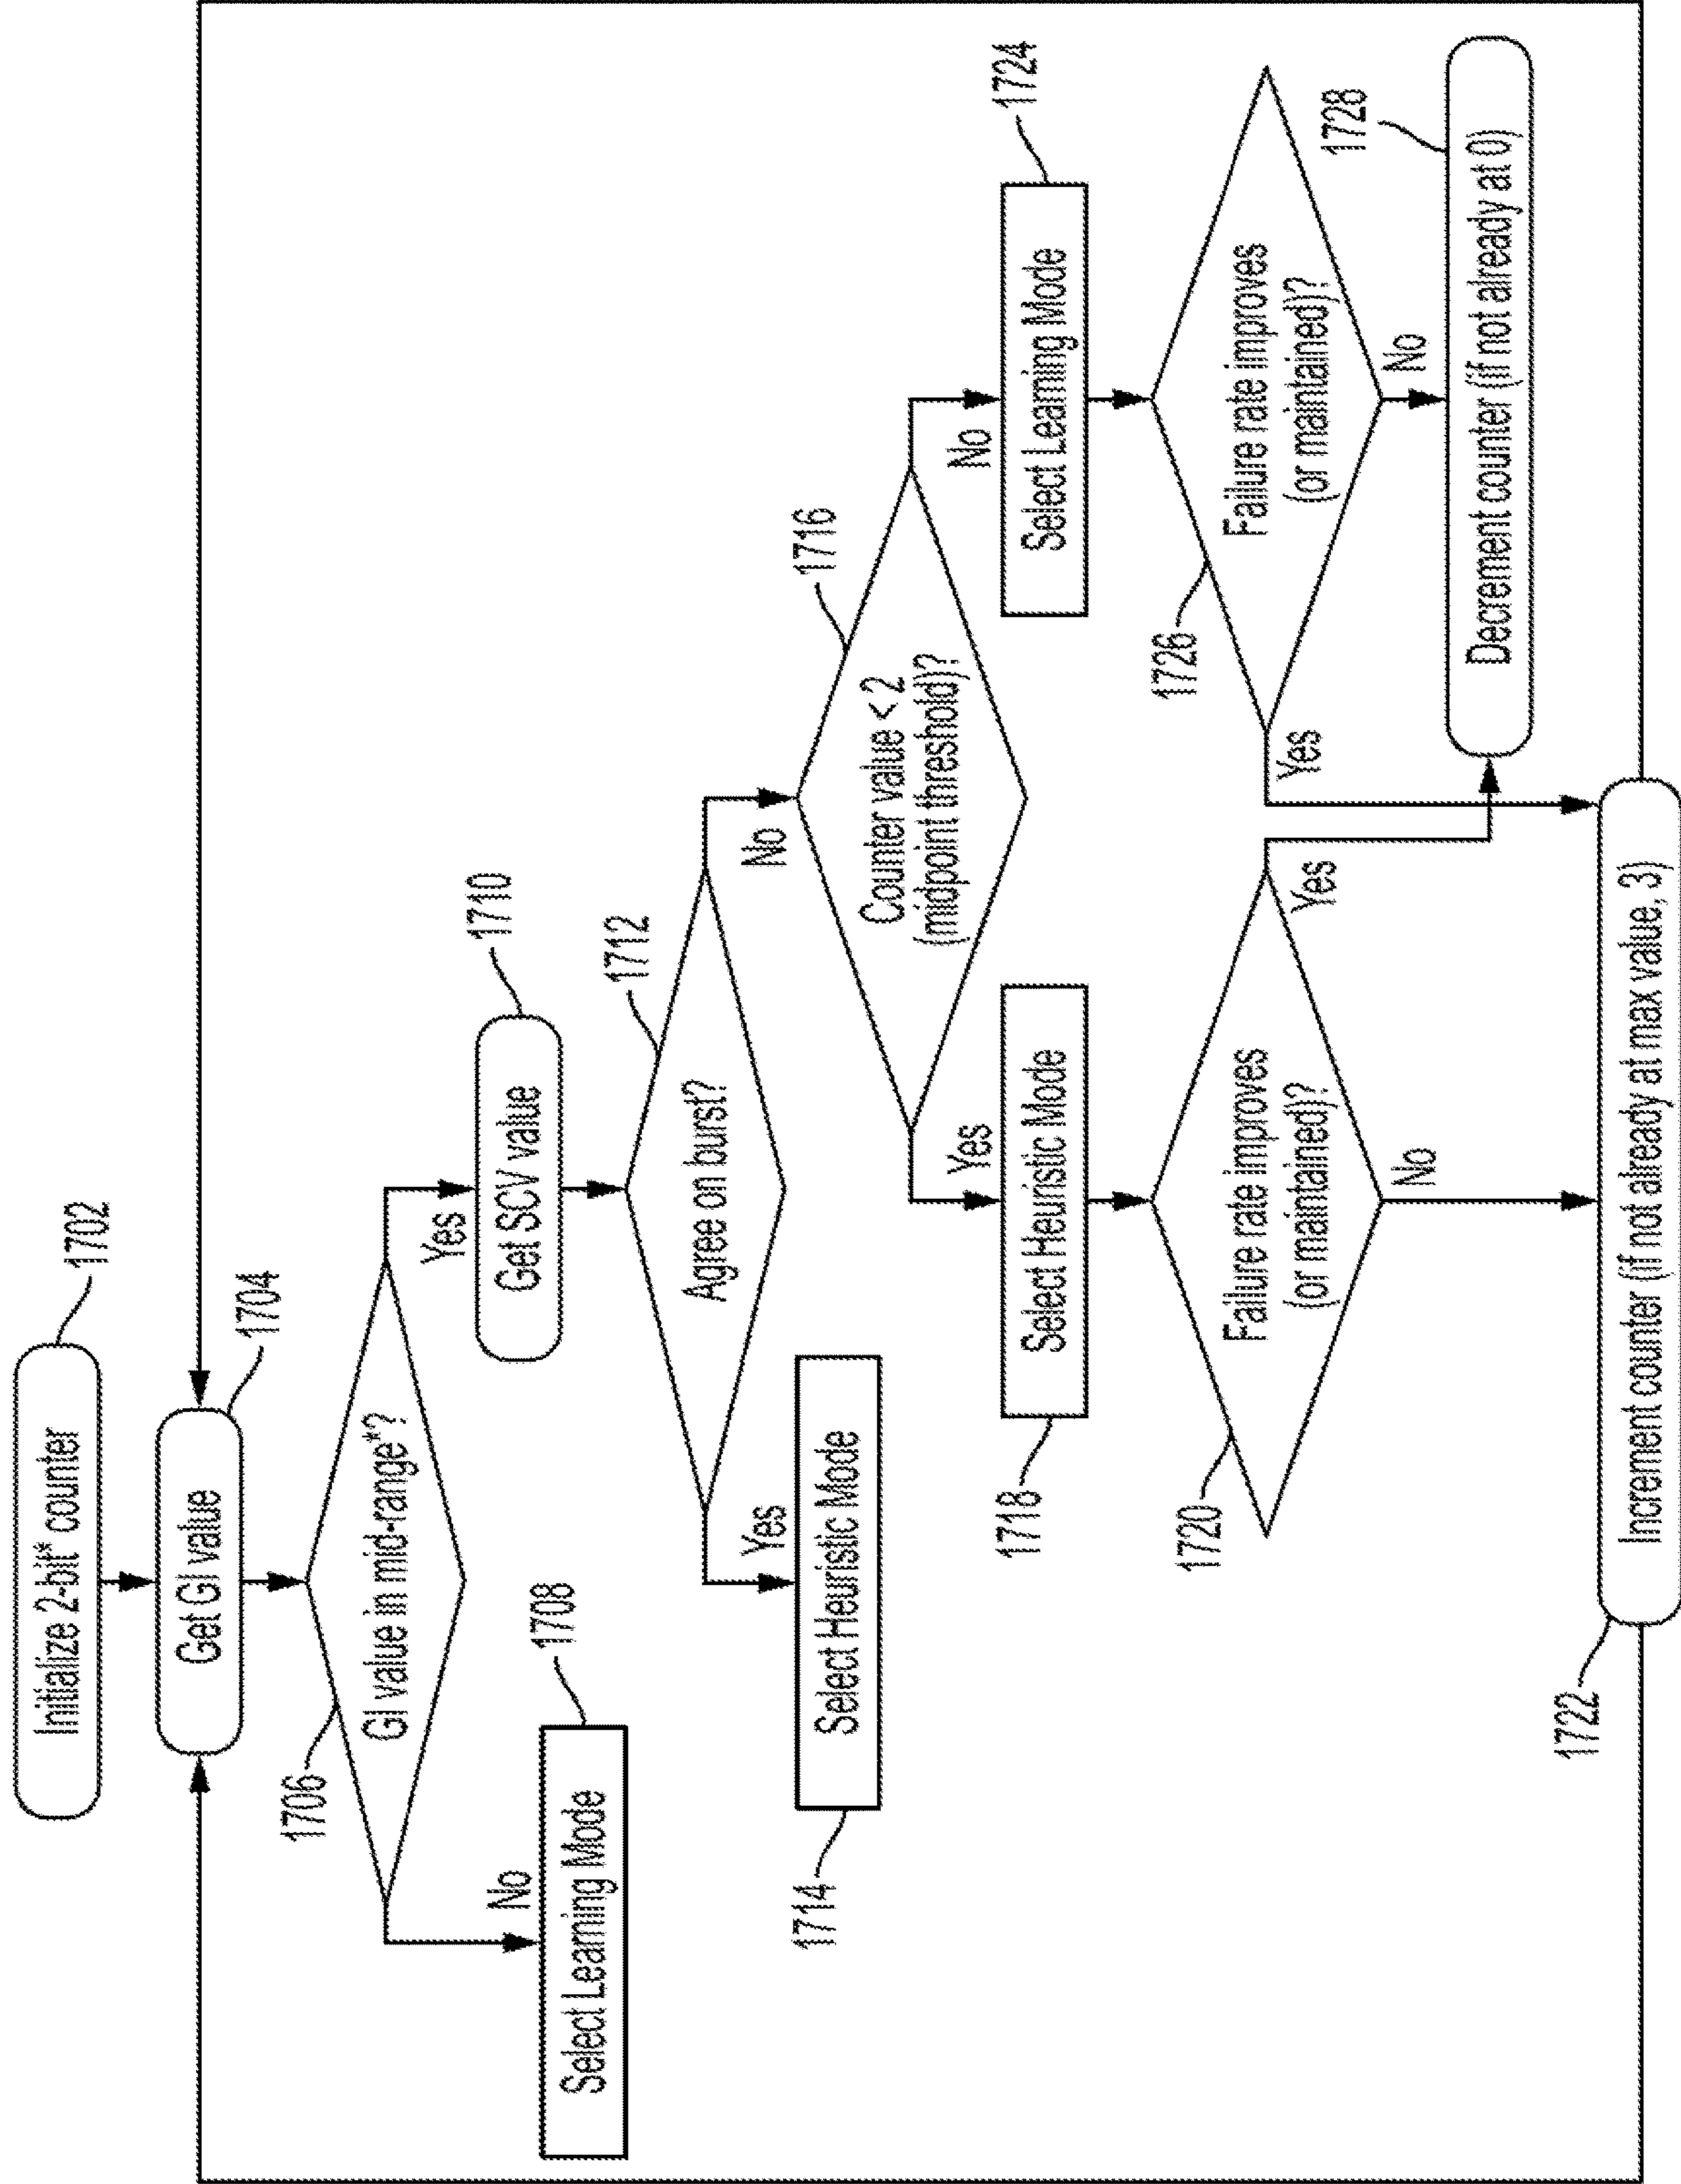 Initialize 2-bit* counter
1702
Get GI value
1704
GI value in mid-range*?
1706
No
Yes
Select Learning Mode
1708
Get SCV value
1710
Agree on burst?
1712
Yes
No
Select Heuristic Mode
1714
Counter value < 2
(midpoint threshold)?
1716
Yes
No
Select Heuristic Mode
1718
Select Learning Mode
1724
Failure rate improves
(or maintained)?
1720
Yes
No
Failure rate improves
(or maintained)?
1726
Yes
No
Decrement counter (if not already at 0)
1728
Increment counter (if not already at max value, 3)
1722